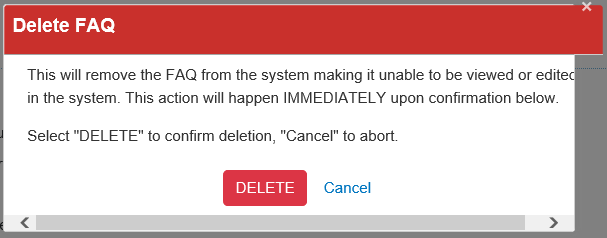 ×
Delete FAQ
This will remove the FAQ from the system making it unable to be viewed or edited
in the system. This action will happen IMMEDIATELY upon confirmation below.
Select "DELETE" to confirm deletion, "Cancel" to abort.
DELETE Cancel